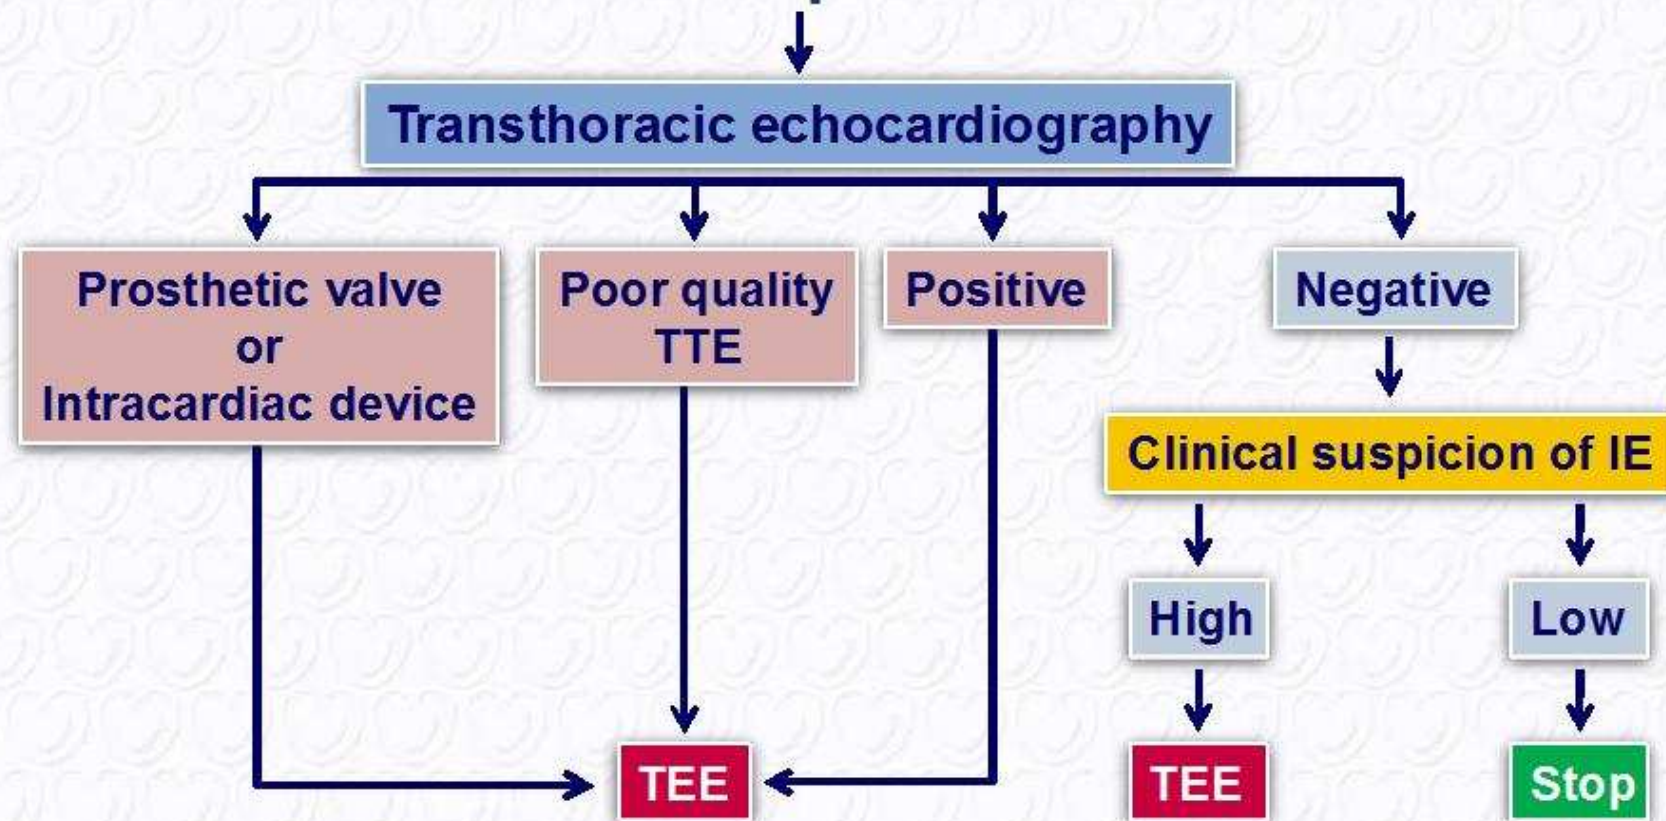 Transthoracic echocardiography
Prosthetic valve
or
Intracardiac device
Poor quality
TTE
Positive
Negative
Clinical suspicion of IE
High
Low
TEE
TEE
Stop